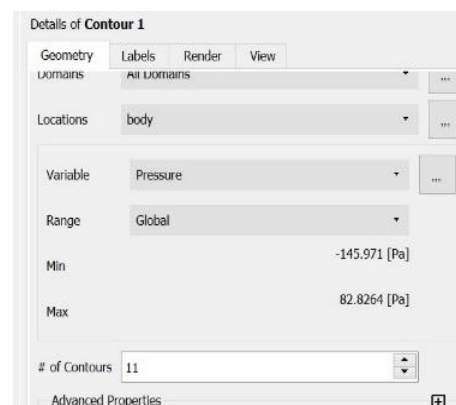 Details of Contour 1
Geometry Labels Render View
Domains All Domains ...
Locations body ...
Variable Pressure ...
Range Global
Min -145.971 [Pa]
Max 82.8264 [Pa]
# of Contours 11
Advanced Properties